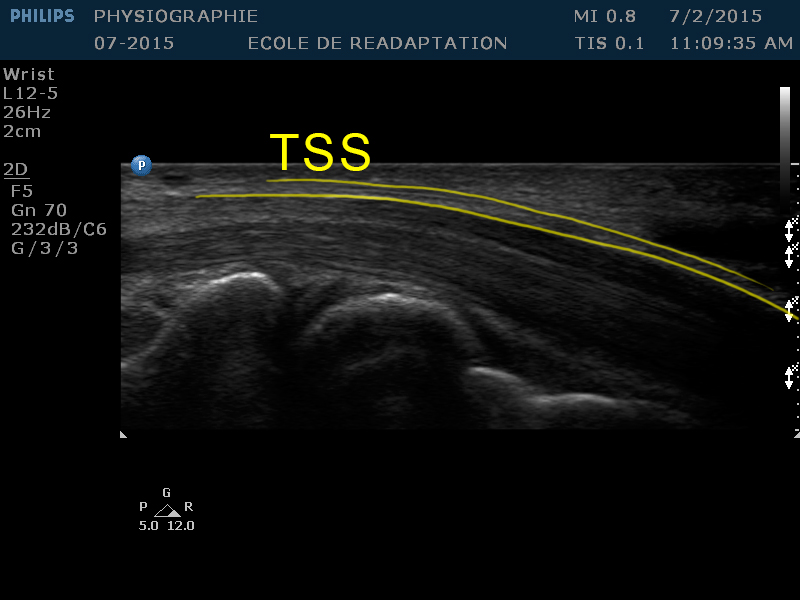 PHILIPS PHYSIOGRAPHIE MI 0.8 7/2/2015
07-2015 ECOLE DE READAPTATION TIS 0.1 11:09:35 AM
Wrist
L12-5
26Hz
2cm
TSS
P
2D
F5
Gn 70
232dB/C6
G/3/3
G
P R
5.0 12.0